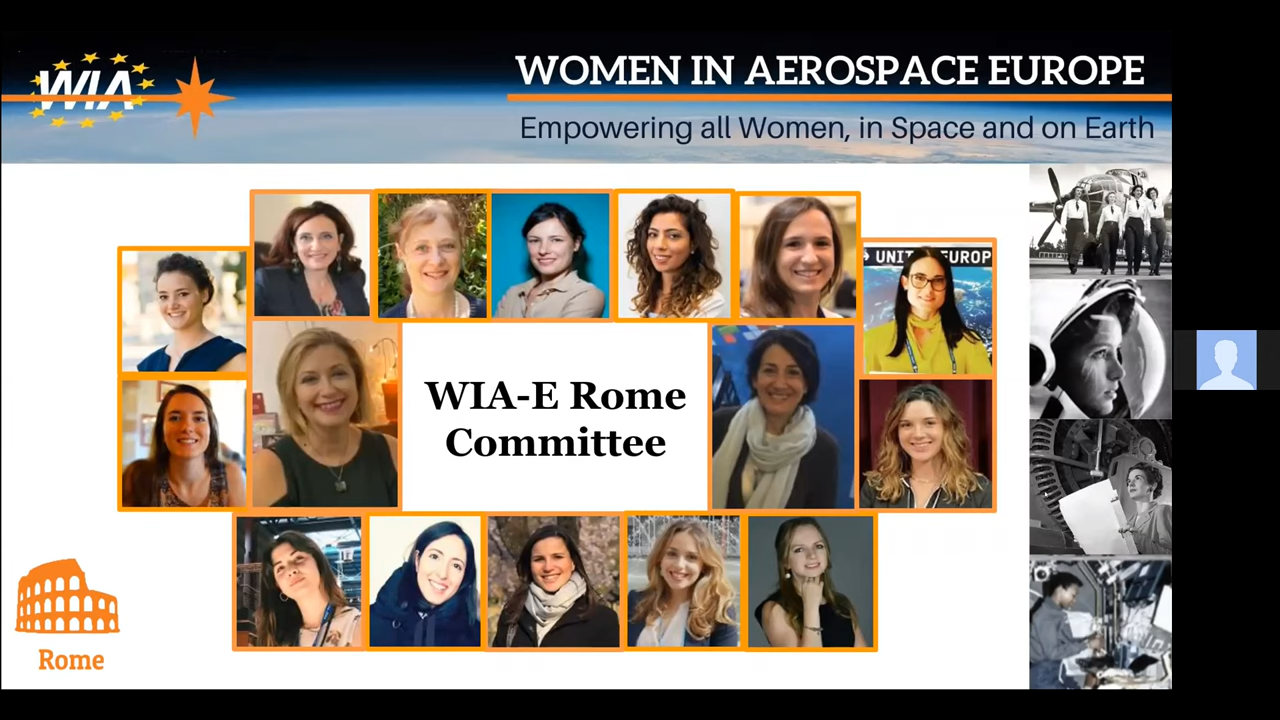 WIA
WOMEN IN AEROSPACE EUROPE
Empowering all Women, in Space and on Earth
WIA-E Rome
Committee
Rome